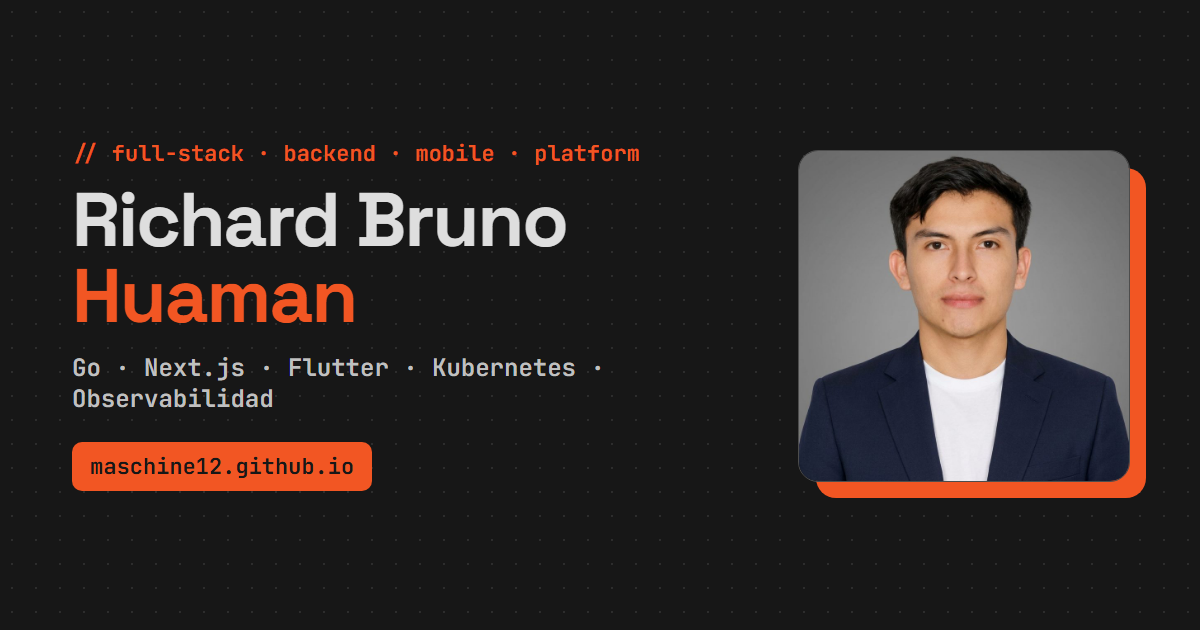 // full-stack · backend · mobile · platform
Richard Bruno
Huaman
Go · Next.js · Flutter · Kubernetes ·
Observabilidad
maschine12.github.io